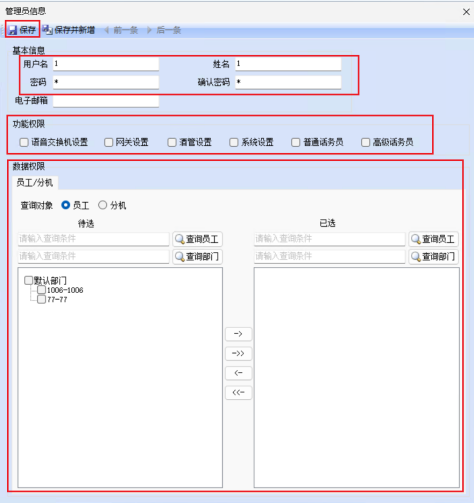 管理员信息
保存 保存并新增 前一条 后一条
基本信息
用户名 1 姓名 1
密码 * 确认密码 *
电子邮箱
功能权限
语音交换机设置 网关设置 酒管设置 系统设置 普通话务员 高级话务员
数据权限
员工/分机
查询对象 员工 分机
待选 已选
请输入查询条件 查询员工 请输入查询条件 查询员工
请输入查询条件 查询部门 请输入查询条件 查询部门
默认部门
1006-1006
77-77
->
->>
<-
<<-